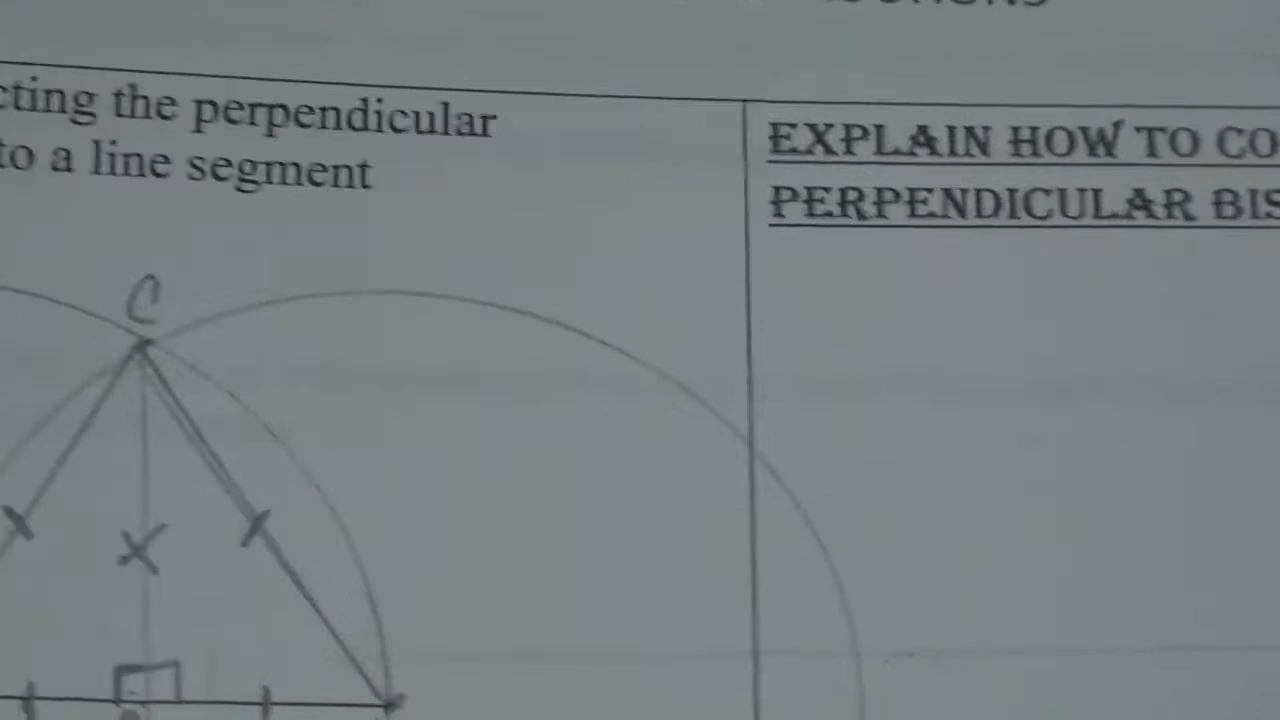 cting the perpendicular
to a line segment
EXPLAIN HOW TO CO
PERPENDICULAR BIS
C